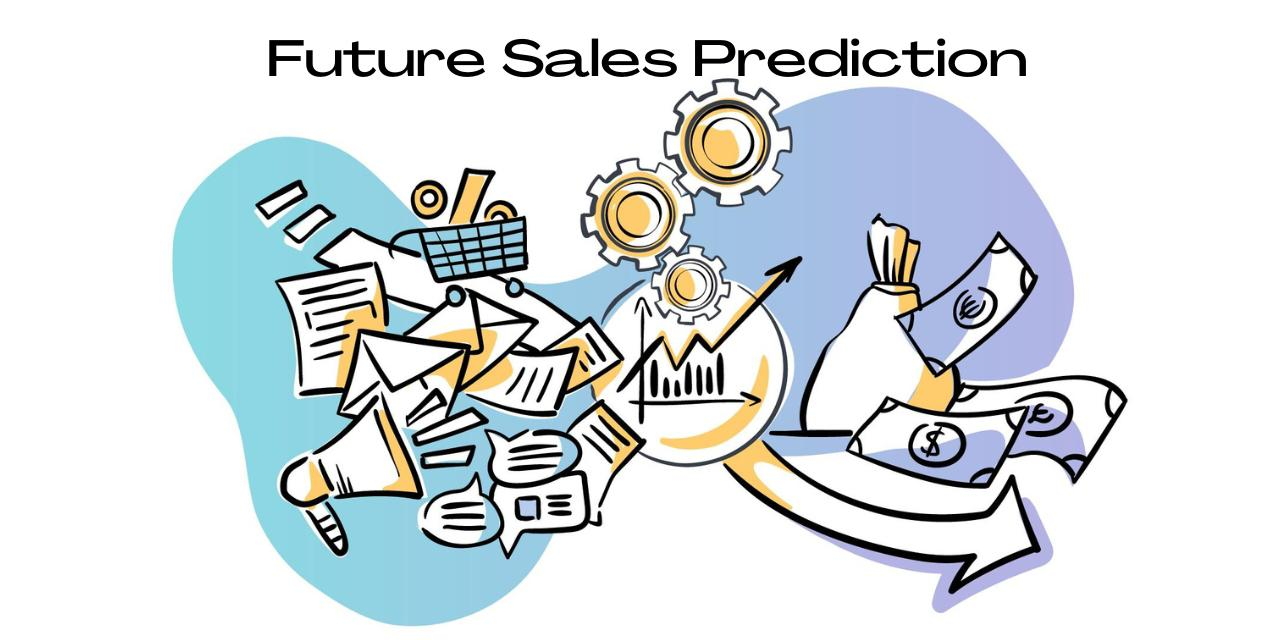 Future Sales Prediction
$
€
€